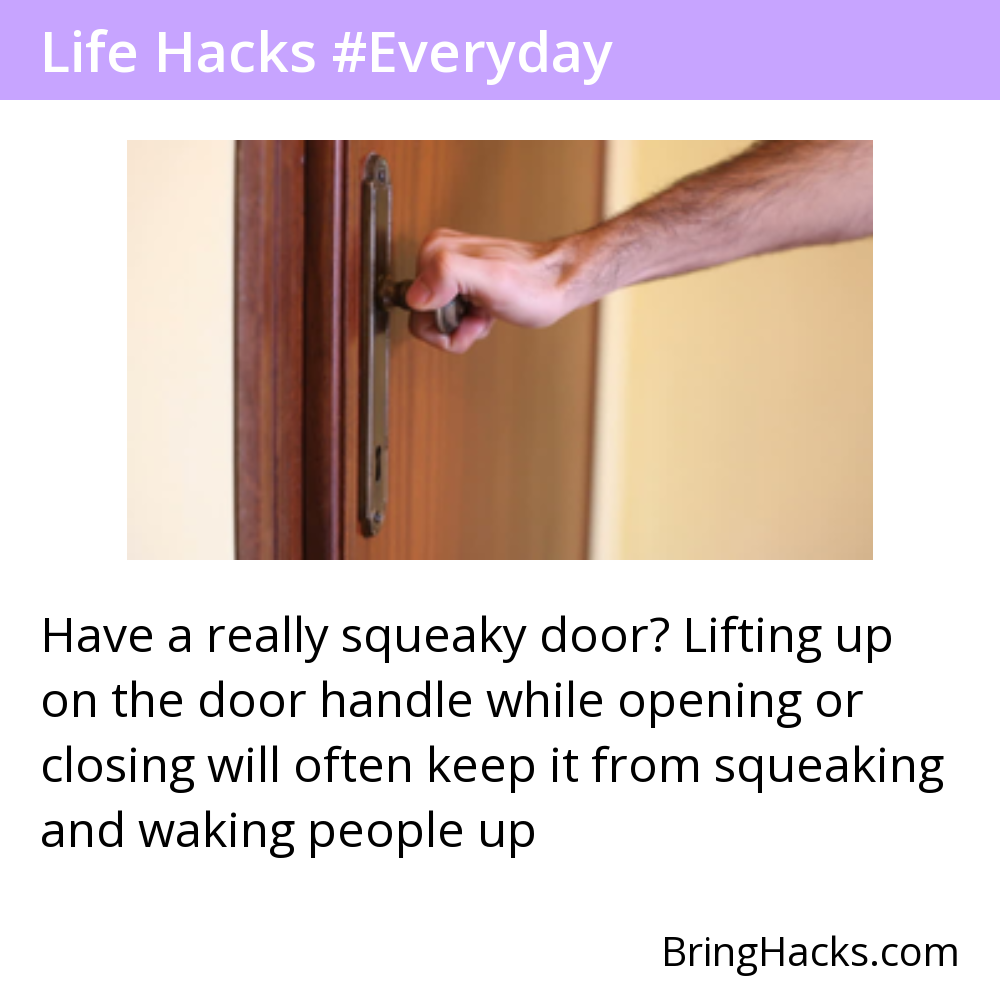 Life Hacks #Everyday
Have a really squeaky door? Lifting up
on the door handle while opening or
closing will often keep it from squeaking
and waking people up
BringHacks.com